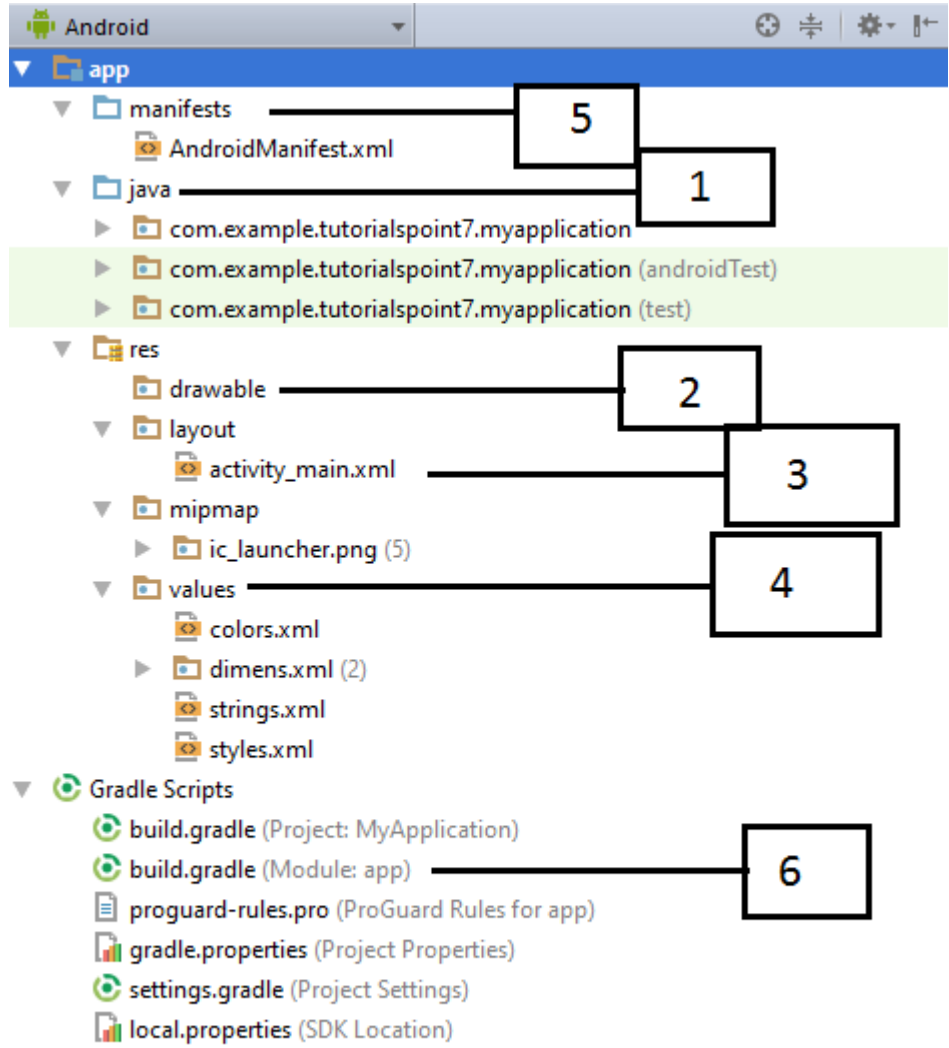 Android
app
manifests
5
AndroidManifest.xml
java
1
com.example.tutorialspoint7.myapplication
com.example.tutorialspoint7.myapplication (androidTest)
com.example.tutorialspoint7.myapplication (test)
res
drawable
2
layout
activity_main.xml
3
mipmap
ic_launcher.png (5)
values
4
colors.xml
dimens.xml (2)
strings.xml
styles.xml
Gradle Scripts
build.gradle (Project: MyApplication)
build.gradle (Module: app)
6
proguard-rules.pro (ProGuard Rules for app)
gradle.properties (Project Properties)
settings.gradle (Project Settings)
local.properties (SDK Location)